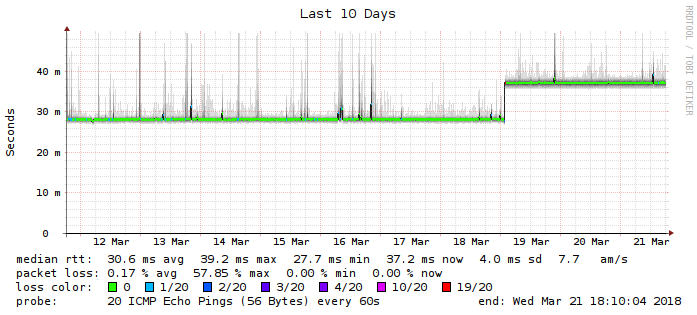 Last 10 Days
RRDTOOL / TOBI OETIKER
Seconds
40 m
30 m
20 m
10 m
0
12 Mar 13 Mar 14 Mar 15 Mar 16 Mar 17 Mar 18 Mar 19 Mar 20 Mar 21 Mar
median rtt: 30.6 ms avg 39.2 ms max 27.7 ms min 37.2 ms now 4.0 ms sd 7.7 am/s
packet loss: 0.17 % avg 57.85 % max 0.00 % min 0.00 % now
loss color: 0 1/20 2/20 3/20 4/20 10/20 19/20
probe: 20 ICMP Echo Pings (56 Bytes) every 60s end: Wed Mar 21 18:10:04 2018